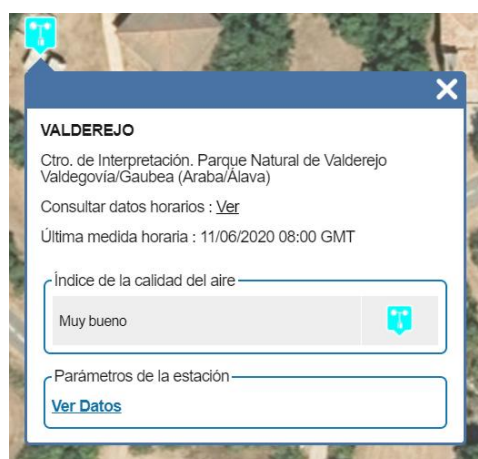 VALDEREJO
Ctro. de Interpretación. Parque Natural de Valderejo
Valdegovía/Gaubea (Araba/Álava)
Consultar datos horarios : Ver
Última medida horaria : 11/06/2020 08:00 GMT
Índice de la calidad del aire
Muy bueno
Parámetros de la estación
Ver Datos